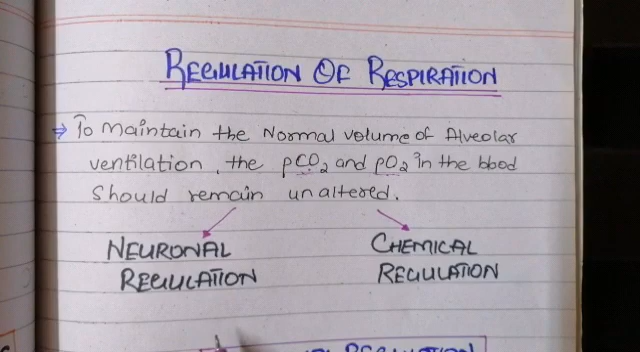 REGULATION OF RESPIRATION
⇒ To maintain the Normal volume of Alveolar
ventilation, the pCO₂ and pO₂ in the blood
should remain unaltered.
NEURONAL CHEMICAL
REGULATION REGULATION
REGULATION